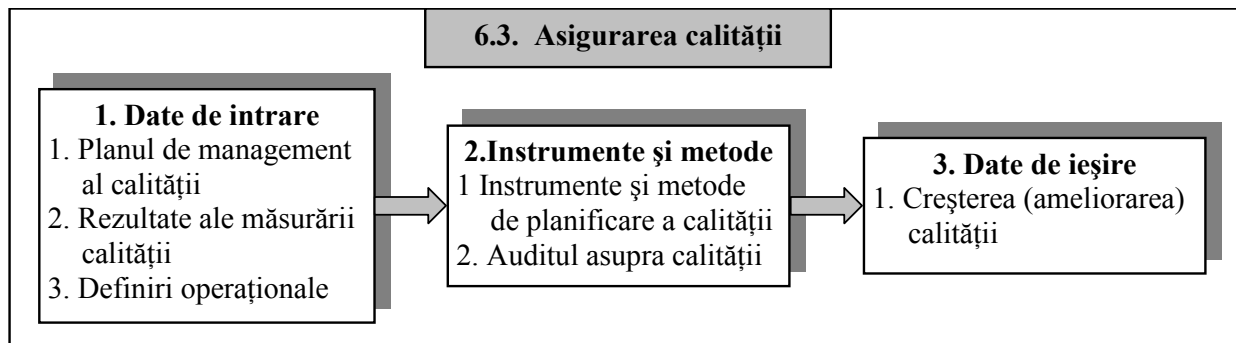 6.3. Asigurarea calității
1. Date de intrare
1. Planul de management
al calității
2. Rezultate ale măsurării
calității
3. Definiri operaționale
2.Instrumente şi metode
1 Instrumente şi metode
de planificare a calității
2. Auditul asupra calității
3. Date de ieşire
1. Creşterea (ameliorarea)
calității